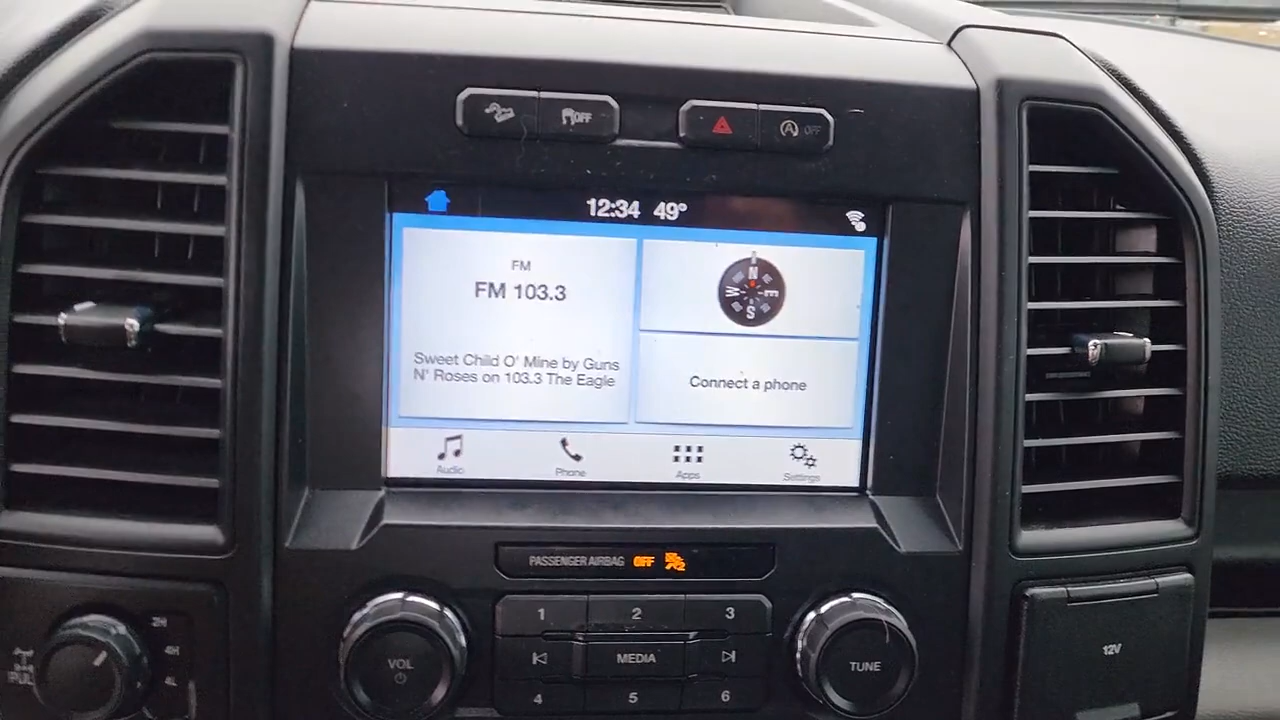 OFF
OFF
12:34 49°
FM
FM 103.3
Sweet Child O' Mine by Guns
N' Roses on 103.3 The Eagle
N
W E
S
Connect a phone
Audio
Phone
Apps
Settings
PASSENGER AIRBAG OFF
1
2
3
MEDIA
4
5
6
VOL
TUNE
2H
4H
4L
12V